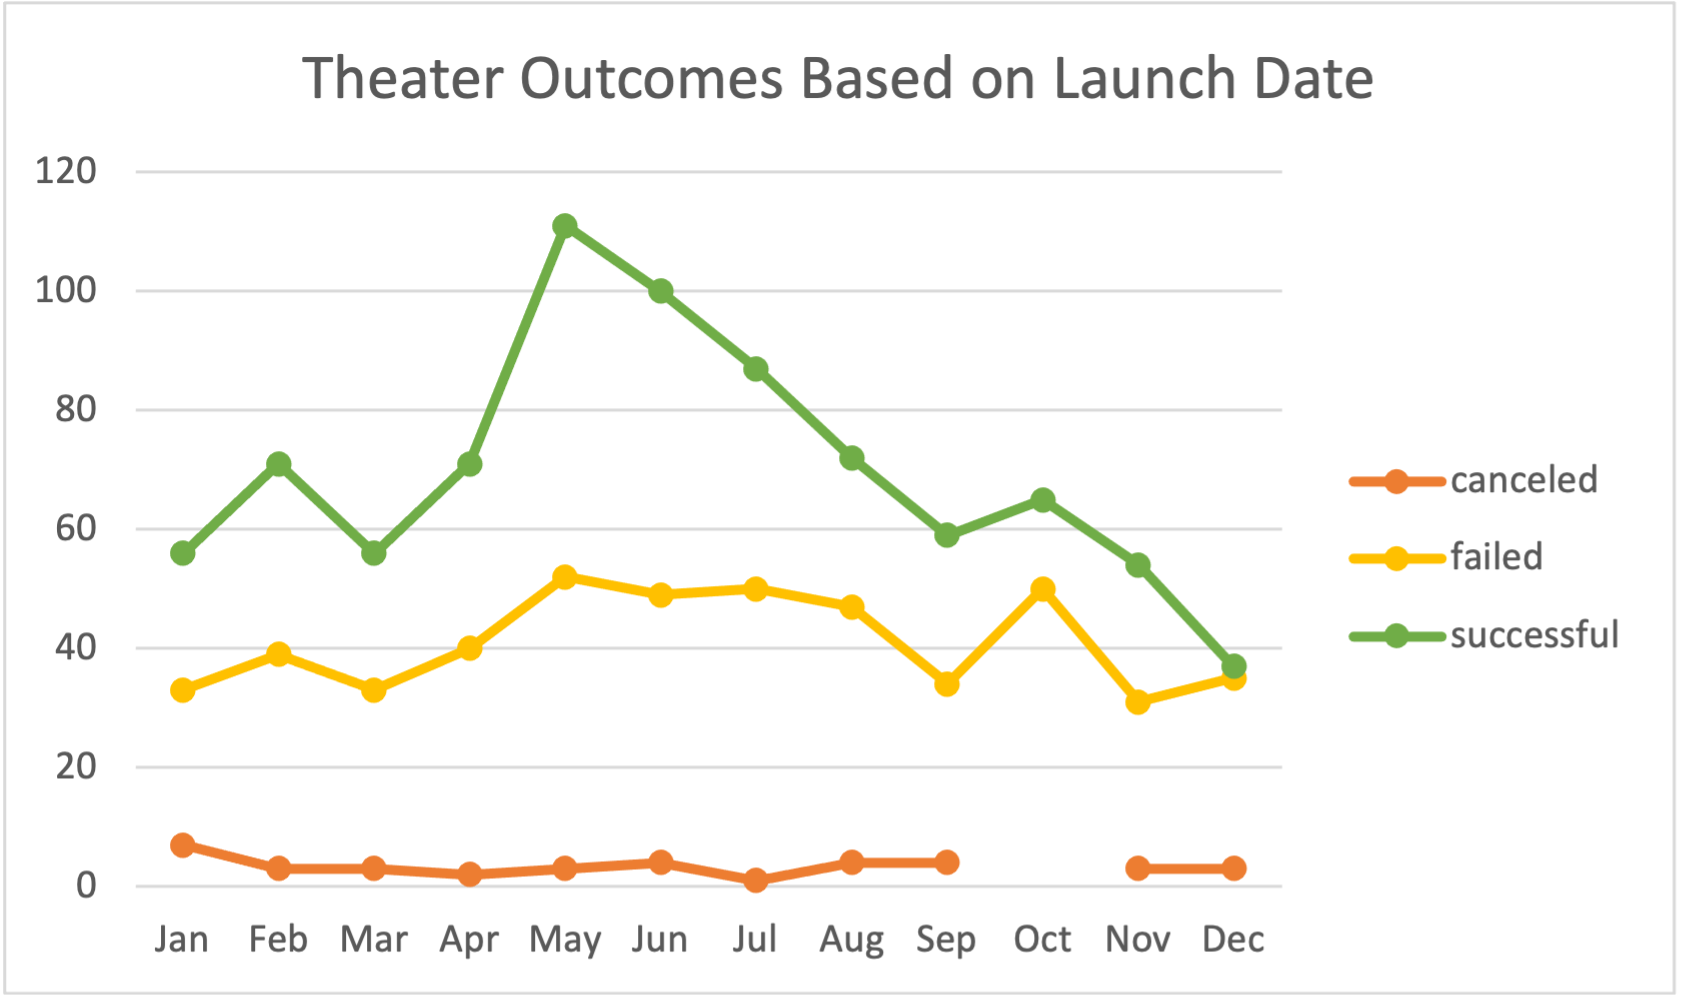 Theater Outcomes Based on Launch Date
120
100
80
60
40
20
0
Jan Feb Mar Apr May Jun Jul Aug Sep Oct Nov Dec
canceled
failed
successful